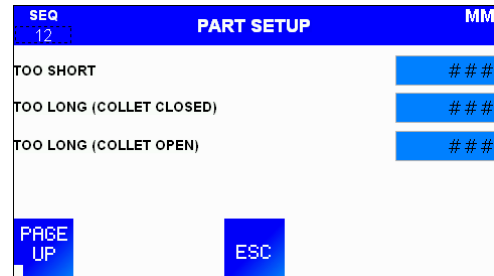 SEQ
12
PART SETUP
MM
TOO SHORT
###
TOO LONG (COLLET CLOSED)
###
TOO LONG (COLLET OPEN)
###
PAGE
UP
ESC